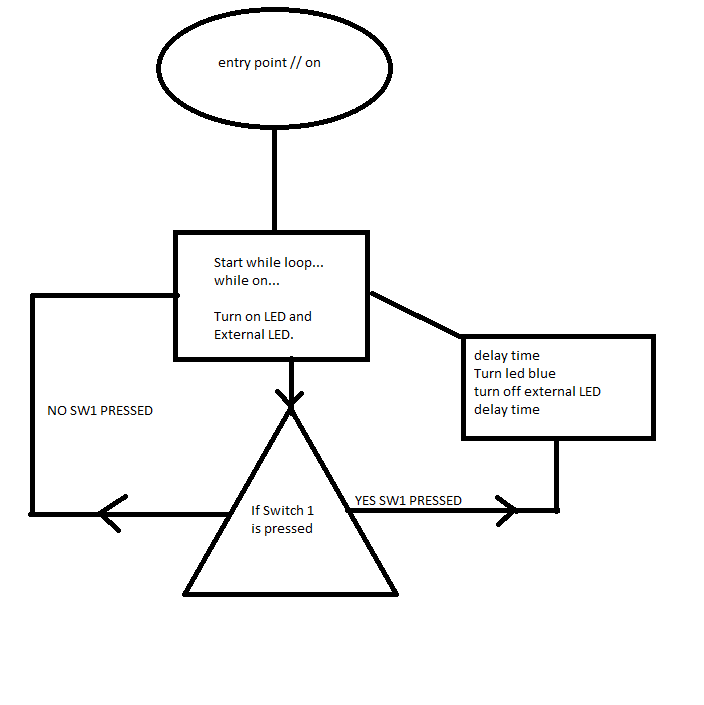 entry point // on
Start while loop...
while on...
Turn on LED and
External LED.
delay time
Turn led blue
turn off external LED
delay time
NO SW1 PRESSED
YES SW1 PRESSED
If Switch 1
is pressed